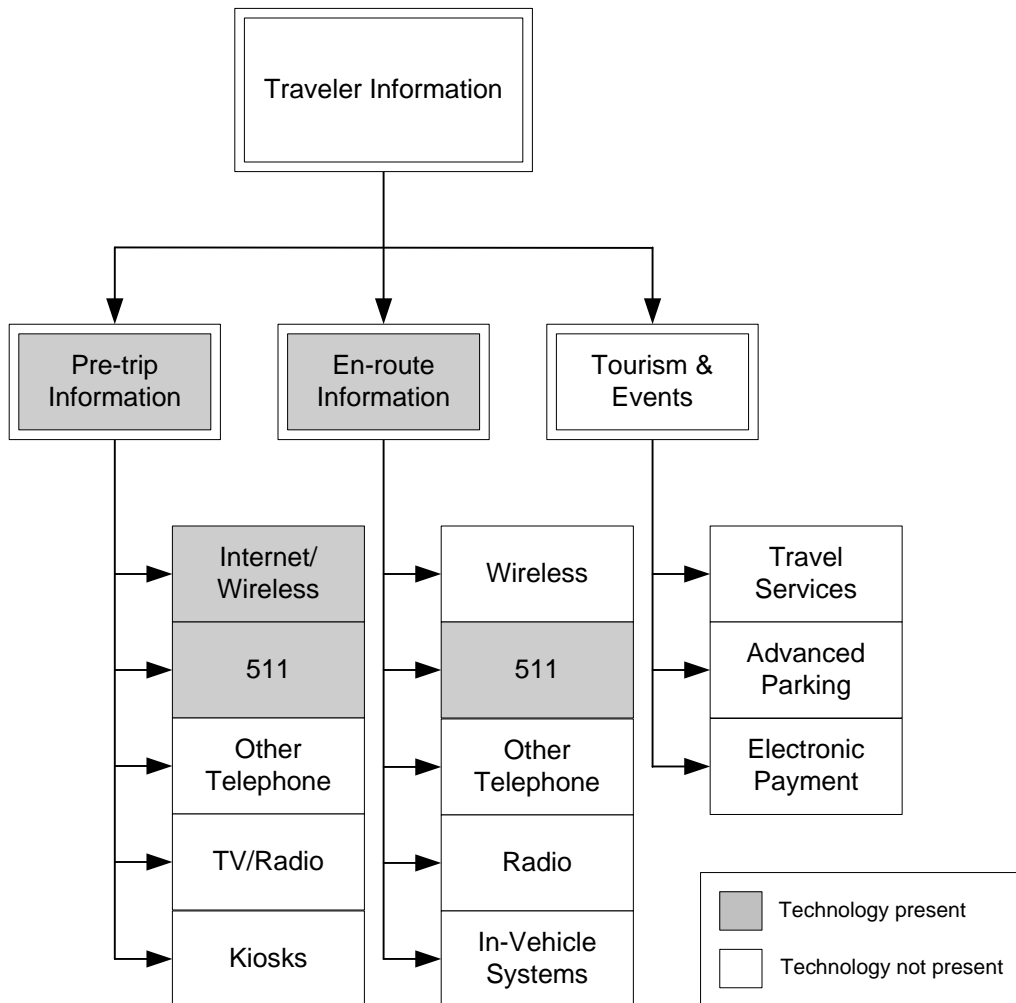 Traveler Information
Pre-trip
Information
En-route
Information
Tourism &
Events
Internet/
Wireless
511
Other
Telephone
TV/Radio
Kiosks
Wireless
511
Other
Telephone
Radio
In-Vehicle
Systems
Travel
Services
Advanced
Parking
Electronic
Payment
Technology present
Technology not present